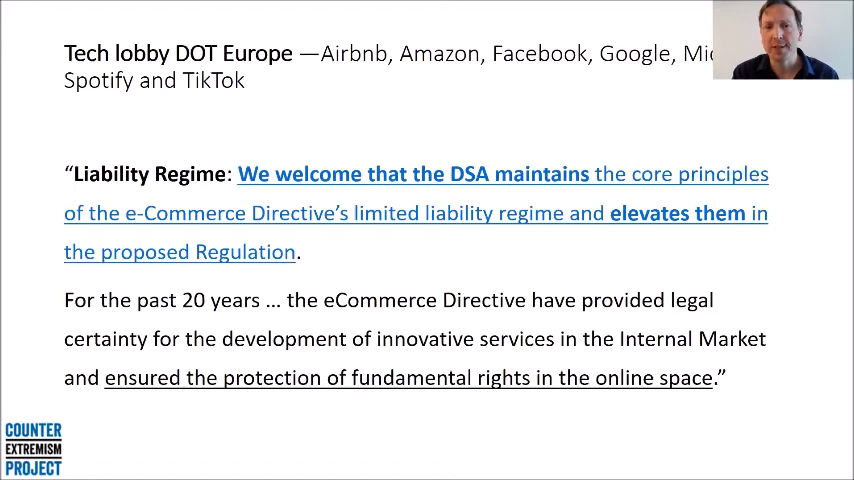 Tech lobby DOT Europe —Airbnb, Amazon, Facebook, Google,
Spotify and TikTok
“Liability Regime: We welcome that the DSA maintains the core principles
of the e-Commerce Directive’s limited liability regime and elevates them in
the proposed Regulation.
For the past 20 years … the eCommerce Directive have provided legal
certainty for the development of innovative services in the Internal Market
and ensured the protection of fundamental rights in the online space.”
COUNTER
EXTREMISM
PROJECT